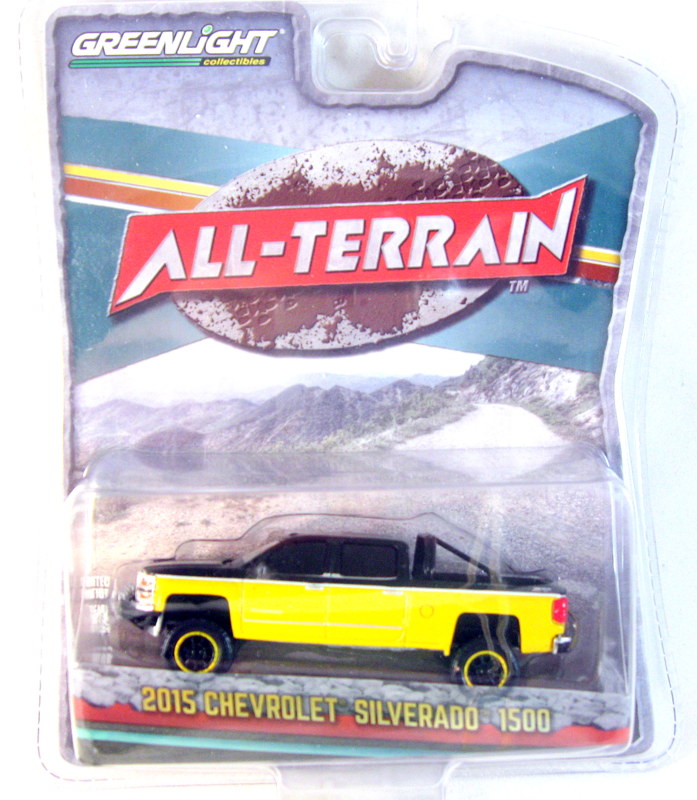 GREENLIGHT
collectibles
ALL-TERRAIN
TM
2015 CHEVROLET SILVERADO 1500